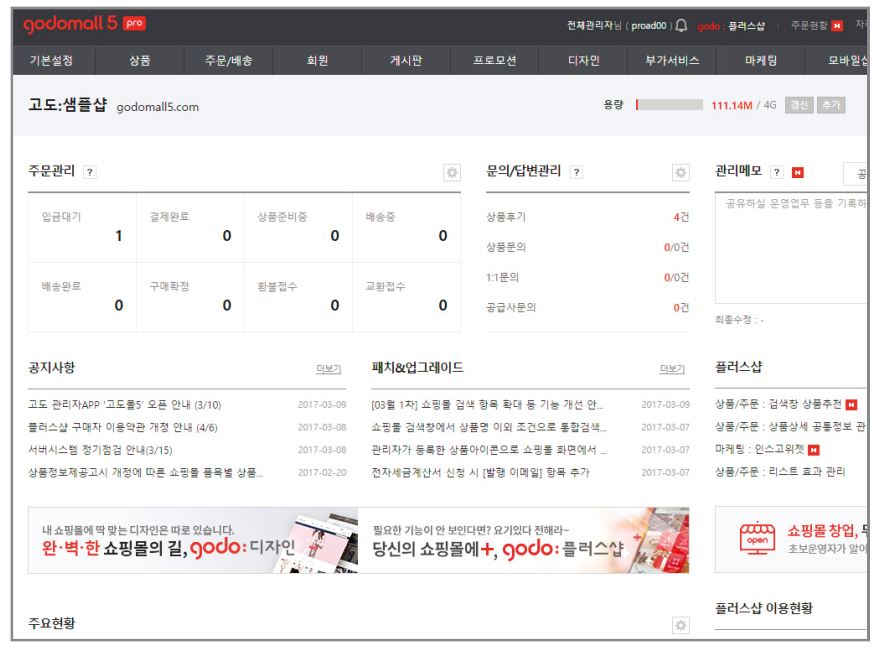 godomall 5 pro
전체관리자님 ( proad00 ) godo : 플러스샵 주문현황 N
기본설정 상품 주문/배송 회원 게시판 프로모션 디자인 부가서비스 마케팅 모바일샵
고도:샘플샵 godomall5.com 용량 111.14M / 4G 갱신 추가
주문관리 ?
입금대기 1
결제완료 0
상품준비중 0
배송중 0
배송완료 0
구매확정 0
환불접수 0
교환접수 0
문의/답변관리 ?
상품후기 4건
상품문의 0/0건
1:1문의 0/0건
공급사문의 0건
관리메모 ? N 공
공유하실 운영업무 등을 기록하
최종수정 : -
공지사항 더보기
고도 관리자APP '고도몰5' 오픈 안내 (3/10) 2017-03-09
플러스샵 구매자 이용약관 개정 안내 (4/6) 2017-03-08
서버시스템 정기점검 안내(3/15) 2017-03-08
상품정보제공고시 개정에 따른 쇼핑몰 품목별 상품... 2017-02-20
패치&업그레이드 더보기
[03월 1차] 쇼핑몰 검색 항목 확대 등 기능 개선 안... 2017-03-09
쇼핑몰 검색창에서 상품명 이외 조건으로 통합검색... 2017-03-07
관리자가 등록한 상품아이콘으로 쇼핑몰 화면에서 ... 2017-03-07
전자세금계산서 신청 시 [발행 이메일] 항목 추가 2017-03-07
플러스샵
상품/주문 : 검색창 상품추천 N
상품/주문 : 상품상세 공통정보 관
마케팅 : 인스고위젯 N
상품/주문 : 리스트 효과 관리
내 쇼핑몰에 딱 맞는 디자인은 따로 있습니다.
완·벽·한 쇼핑몰의 길, godo:디자인
필요한 기능이 안 보인다면? 요기있다 전해라~
당신의 쇼핑몰에+, godo:플러스샵
open
쇼핑몰 창업,
초보운영자가 알아
주요현황
플러스샵 이용현황